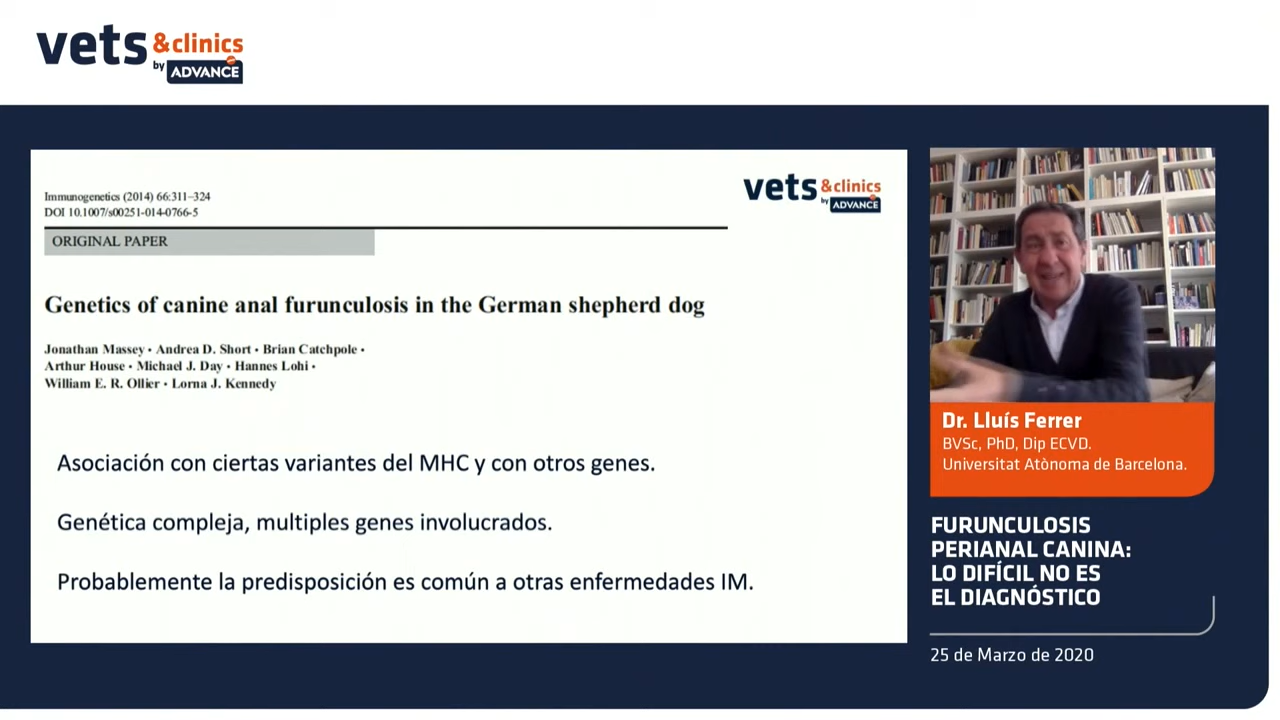 vets &clinics
by ADVANCE
Immunogenetics (2014) 66:311–324
DOI 10.1007/s00251-014-0766-5
vets &clinics
by ADVANCE
ORIGINAL PAPER
Genetics of canine anal furunculosis in the German shepherd dog
Jonathan Massey • Andrea D. Short • Brian Catchpole •
Arthur House • Michael J. Day • Hannes Lohi •
William E. R. Ollier • Lorna J. Kennedy
Asociación con ciertas variantes del MHC y con otros genes.
Genética compleja, multiples genes involucrados.
Probablemente la predisposición es común a otras enfermedades IM.
Dr. Lluís Ferrer
BVSc, PhD, Dip ECVD.
Universitat Atònoma de Barcelona.
FURUNCULOSIS
PERIANAL CANINA:
LO DIFÍCIL NO ES
EL DIAGNÓSTICO
25 de Marzo de 2020